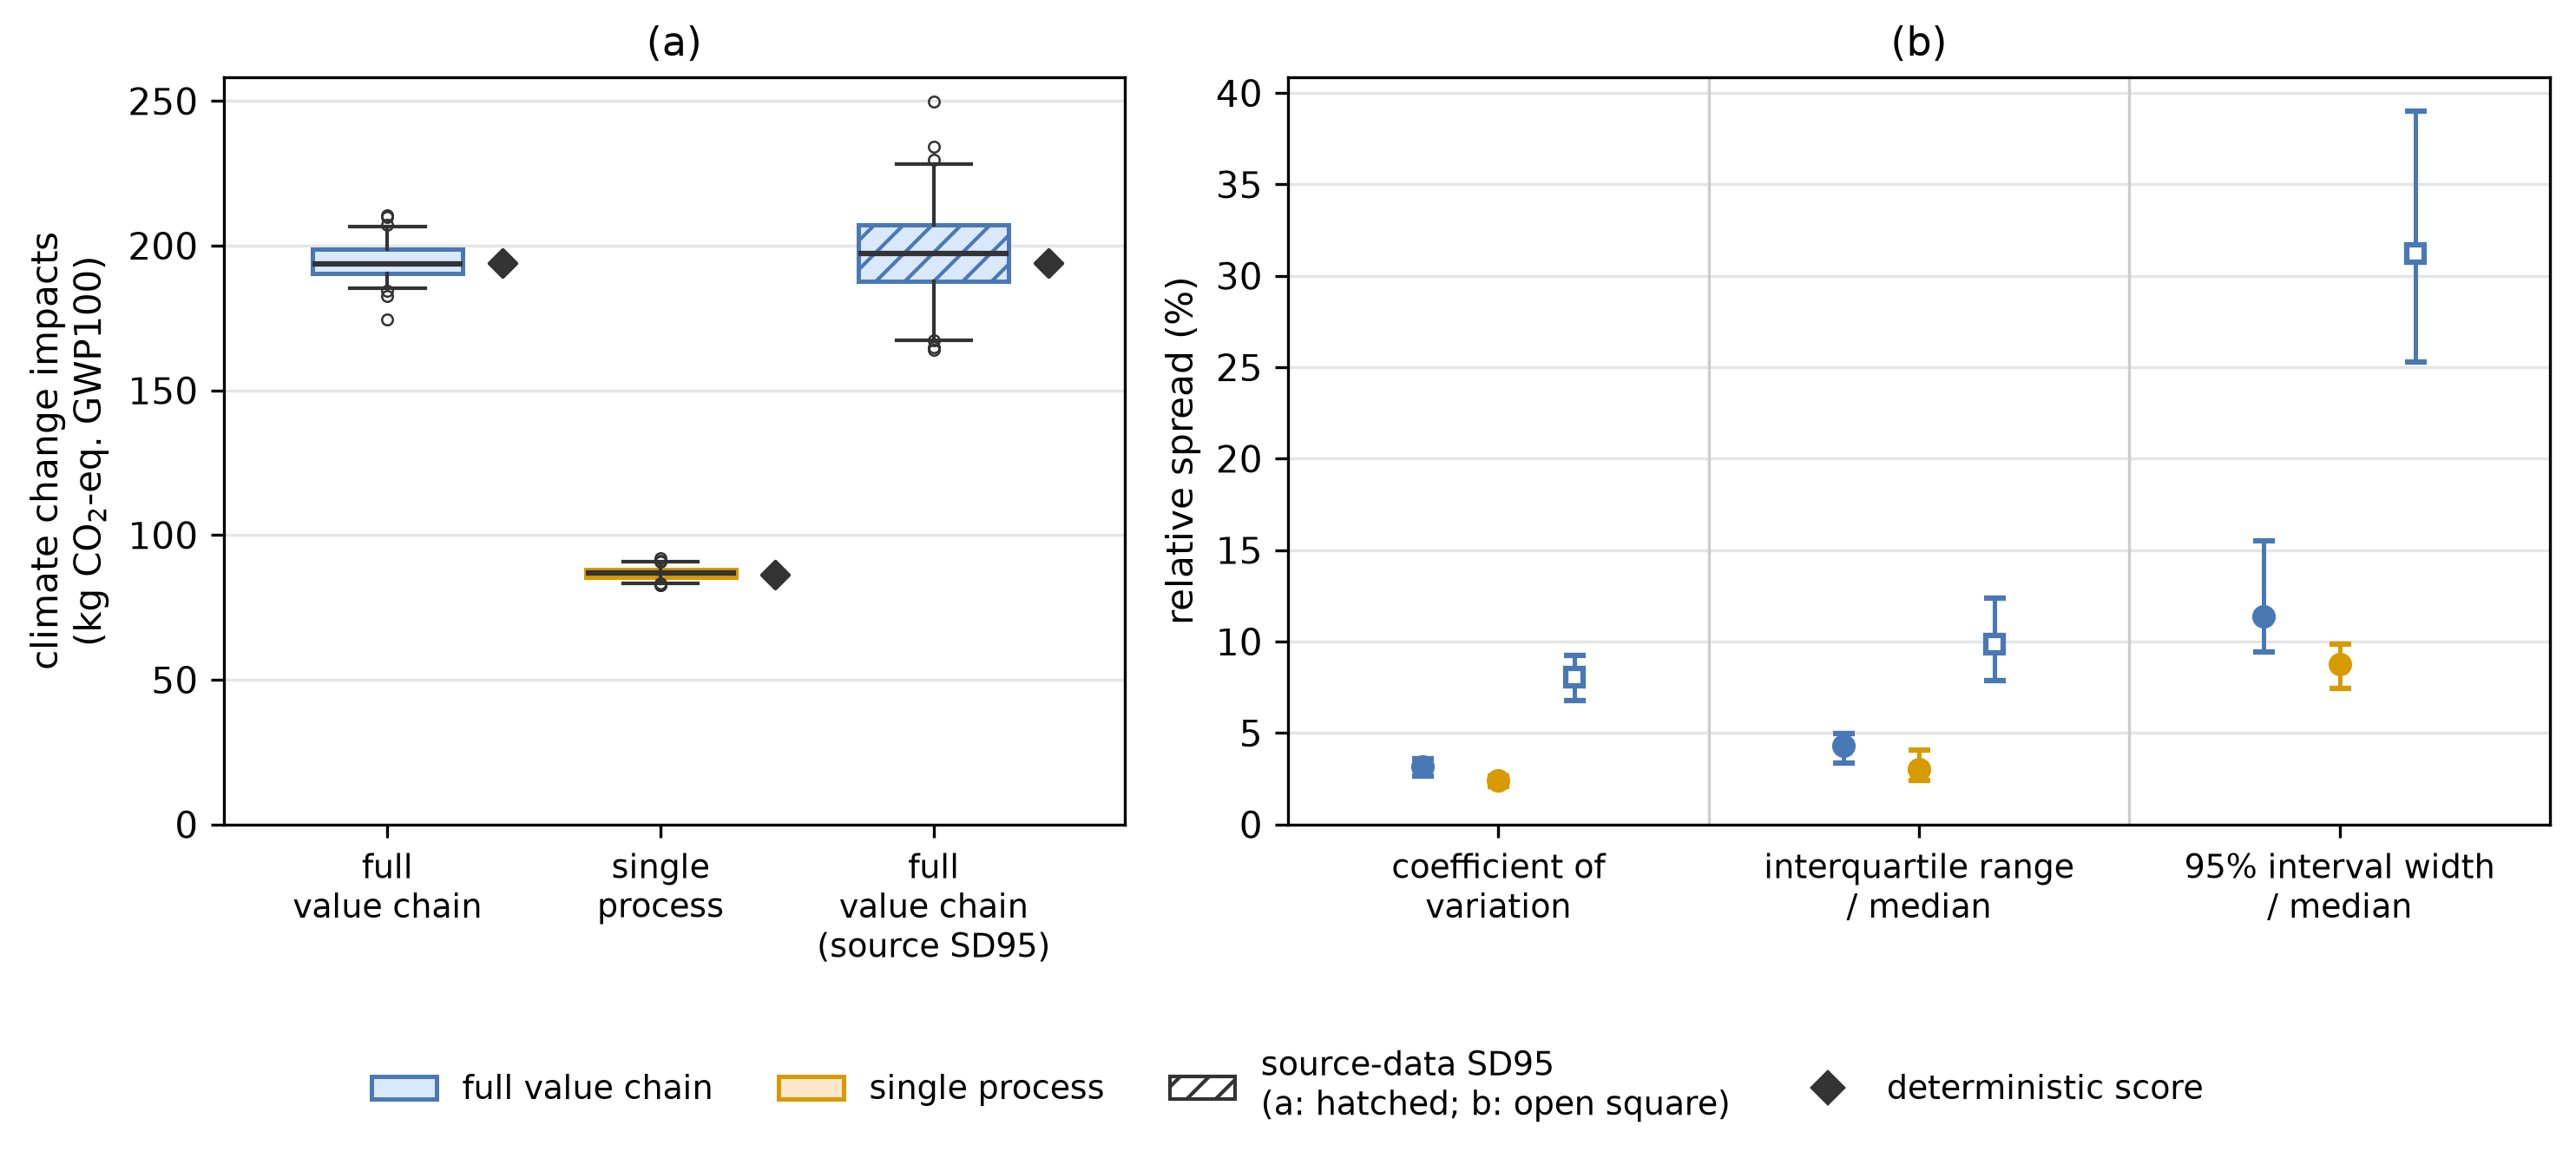 (a)
climate change impacts
(kg CO₂-eq. GWP100)
250
200
150
100
50
0
full
value chain
single
process
full
value chain
(source SD95)
(b)
relative spread (%)
40
35
30
25
20
15
10
5
0
coefficient of
variation
interquartile range
/ median
95% interval width
/ median
full value chain
single process
source-data SD95
(a: hatched; b: open square)
deterministic score